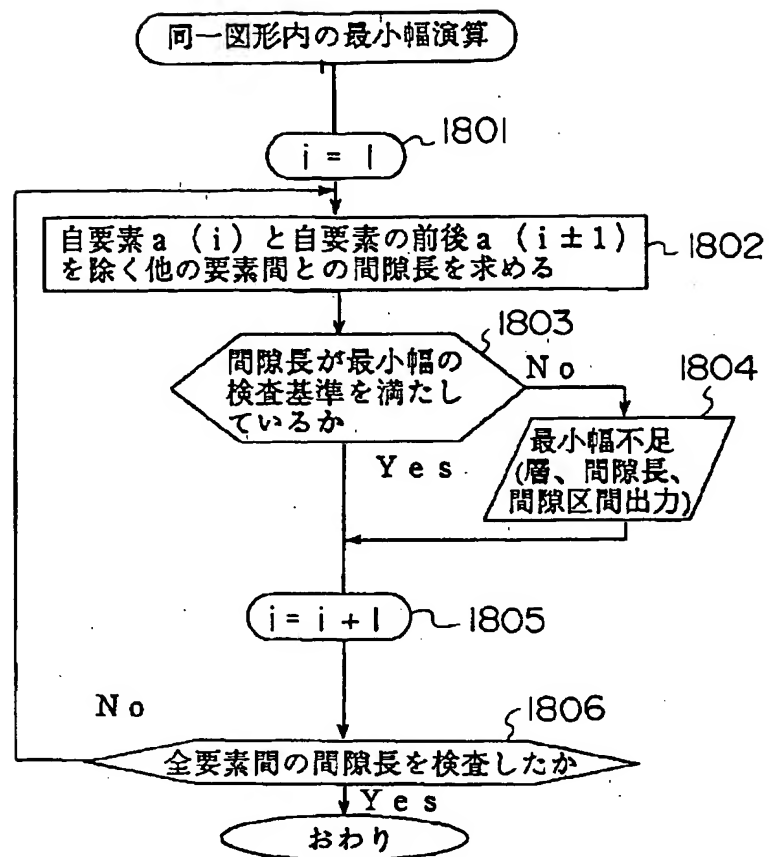 同一図形内の最小幅演算
1801
i = 1
自要素a (i) と自要素の前後a (i±1)
を除く他の要素間との間隙長を求める
1802
1803
間隙長が最小幅の
検査基準を満たし
ているか
No
1804
Yes
最小幅不足
(層、間隙長、
間隙区間出力)
i = i + 1
1805
No
1806
全要素間の間隙長を検査したか
Yes
おわり